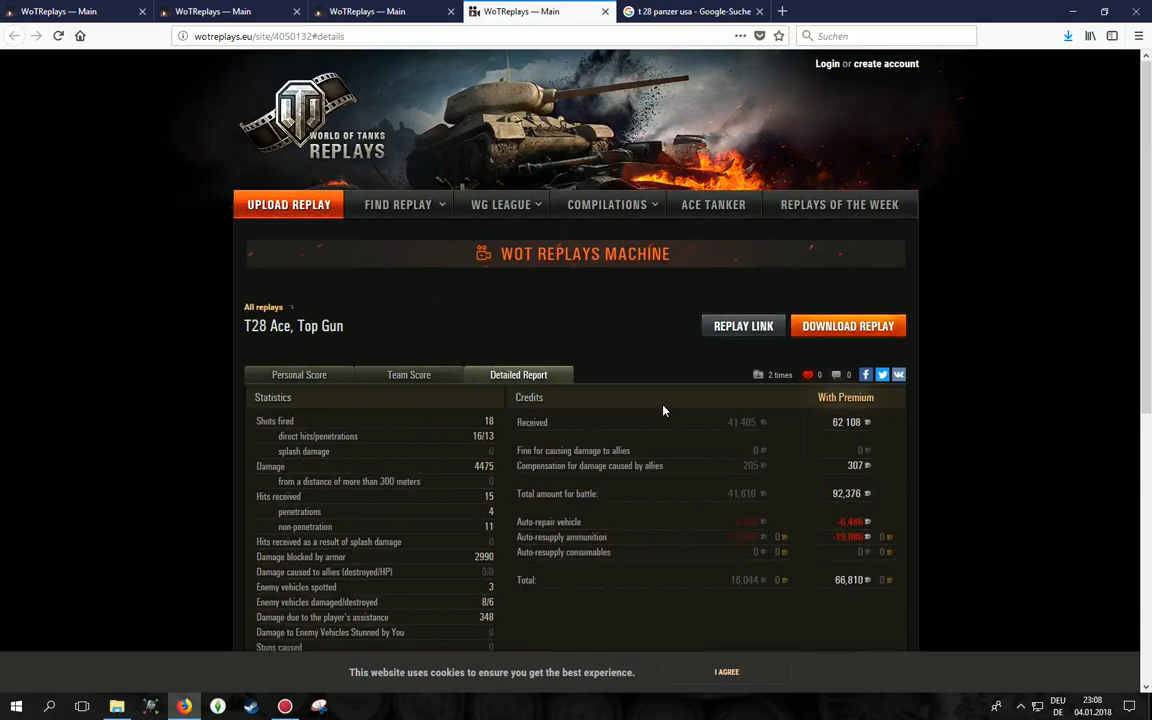 WoTReplays — Main
WoTReplays — Main
WoTReplays — Main
WoTReplays — Main
t 28 panzer usa - Google-Suche
wotreplays.eu/site/4050132#details
Suchen
Login or create account
WORLD OF TANKS
REPLAYS
UPLOAD REPLAY
FIND REPLAY
WG LEAGUE
COMPILATIONS
ACE TANKER
REPLAYS OF THE WEEK
WOT REPLAYS MACHINE
All replays
T28 Ace, Top Gun
REPLAY LINK
DOWNLOAD REPLAY
Personal Score
Team Score
Detailed Report
2 times
0
0
Statistics
Credits
With Premium
Shots fired 18
direct hits/penetrations 16/13
splash damage 0
Damage 4475
from a distance of more than 300 meters 0
Hits received 15
penetrations 4
non-penetration 11
Hits received as a result of splash damage 0
Damage blocked by armor 2990
Damage caused to allies (destroyed/HP) 0/0
Enemy vehicles spotted 3
Enemy vehicles damaged/destroyed 8/6
Damage due to the player's assistance 348
Damage to Enemy Vehicles Stunned by You 0
Stuns caused
Received 41 405 62 108
Fine for causing damage to allies 0 0
Compensation for damage caused by allies 205 307
Total amount for battle: 41,610 92,376
Auto-repair vehicle -6,486
Auto-resupply ammunition 0 -19,080 0
Auto-resupply consumables 0 0 0 0
Total: 16,044 0 66,810 0
This website uses cookies to ensure you get the best experience.
I AGREE
DEU
DE
23:08
04.01.2018